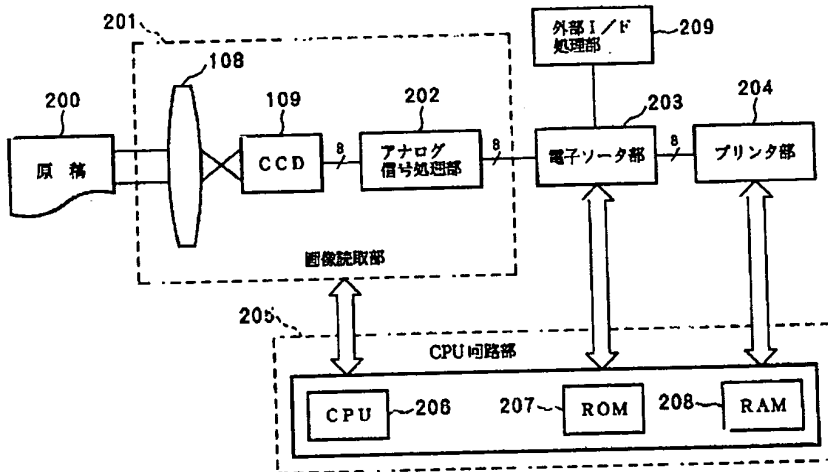 201
外部I/F
処理部
209
108
200
109
202
203
204
原稿
CCD
8
アナログ
信号処理部
8
電子ソータ部
8
プリンタ部
画像読取部
205
CPU回路部
CPU
206
207
ROM
208
RAM